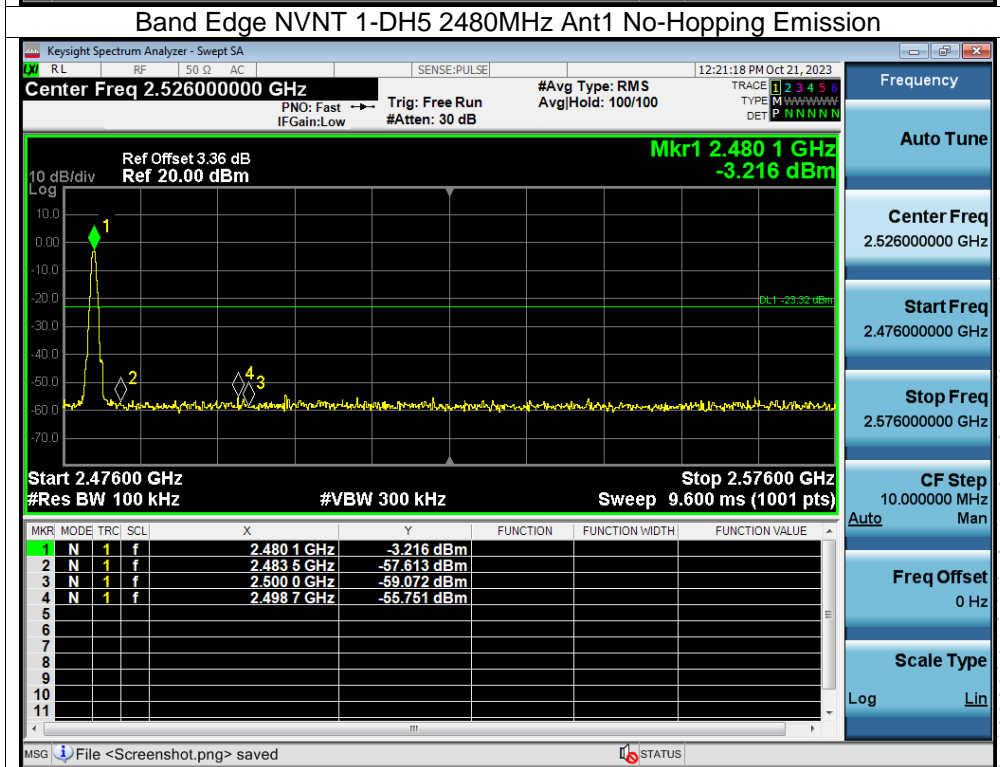 Band Edge NVNT 1-DH5 2480MHz Ant1 No-Hopping Emission
Keysight Spectrum Analyzer - Swept SA
LXI RL RF 50 Ω AC SENSE:PULSE 12:21:18 PM Oct 21, 2023
Center Freq 2.526000000 GHz #Avg Type: RMS TRACE 1 2 3 4 5 6
PNO: Fast Trig: Free Run Avg|Hold: 100/100 TYPE M WWWWW
IFGain:Low #Atten: 30 dB DET P N N N N N
Mkr1 2.480 1 GHz
-3.216 dBm
Ref Offset 3.36 dB
10 dB/div Ref 20.00 dBm
Log
10.0
0.00
-10.0
-20.0
-30.0
-40.0
-50.0
-60.0
-70.0
1
2
4
3
DL1 -23.32 dBm
Start 2.47600 GHz Stop 2.57600 GHz
#Res BW 100 kHz #VBW 300 kHz Sweep 9.600 ms (1001 pts)
MKR MODE TRC SCL X Y FUNCTION FUNCTION WIDTH FUNCTION VALUE
1 N 1 f 2.480 1 GHz -3.216 dBm
2 N 1 f 2.483 5 GHz -57.613 dBm
3 N 1 f 2.500 0 GHz -59.072 dBm
4 N 1 f 2.498 7 GHz -55.751 dBm
5
6
7
8
9
10
11
MSG File <Screenshot.png> saved STATUS
Frequency
Auto Tune
Center Freq
2.526000000 GHz
Start Freq
2.476000000 GHz
Stop Freq
2.576000000 GHz
CF Step
10.000000 MHz
Auto Man
Freq Offset
0 Hz
Scale Type
Log Lin